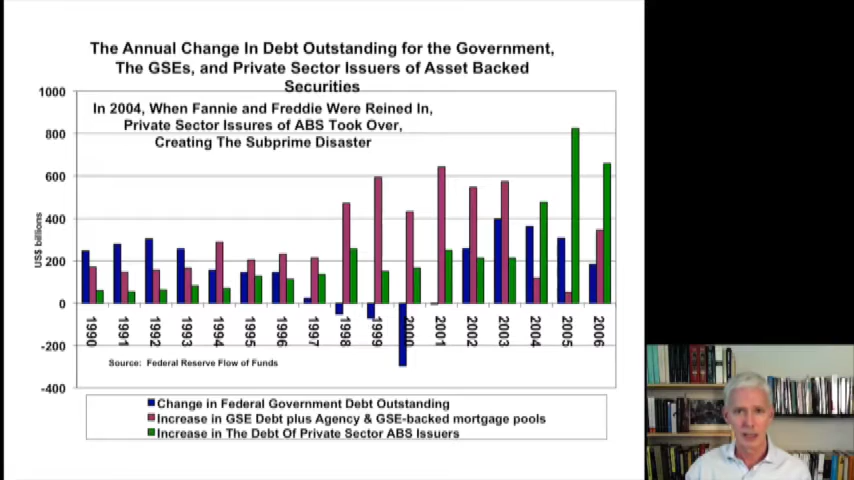 The Annual Change In Debt Outstanding for the Government,
The GSEs, and Private Sector Issuers of Asset Backed
Securities
In 2004, When Fannie and Freddie Were Reined In,
Private Sector Issures of ABS Took Over,
Creating The Subprime Disaster
1000
800
600
400
200
0
-200
-400
US$ billions
1990
1991
1992
1993
1994
1995
1996
1997
1998
1999
2000
2001
2002
2003
2004
2005
2006
Source: Federal Reserve Flow of Funds
Change in Federal Government Debt Outstanding
Increase in GSE Debt plus Agency & GSE-backed mortgage pools
Increase in The Debt Of Private Sector ABS Issuers